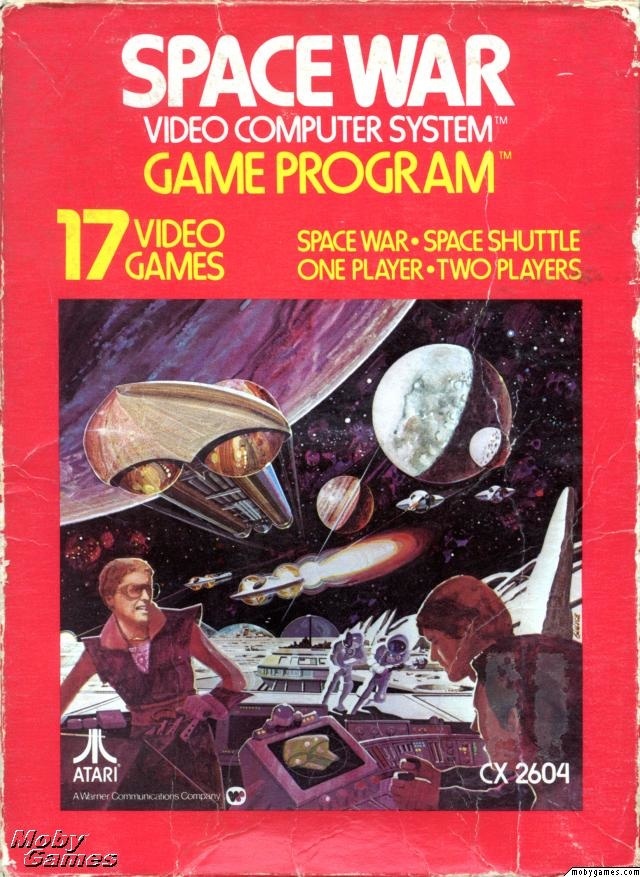 SPACE WAR
VIDEO COMPUTER SYSTEM™
GAME PROGRAM™
17 VIDEO GAMES
SPACE WAR • SPACE SHUTTLE
ONE PLAYER • TWO PLAYERS
ATARI
A Warner Communications Company
CX 2604
Moby
Games
mobygames.com